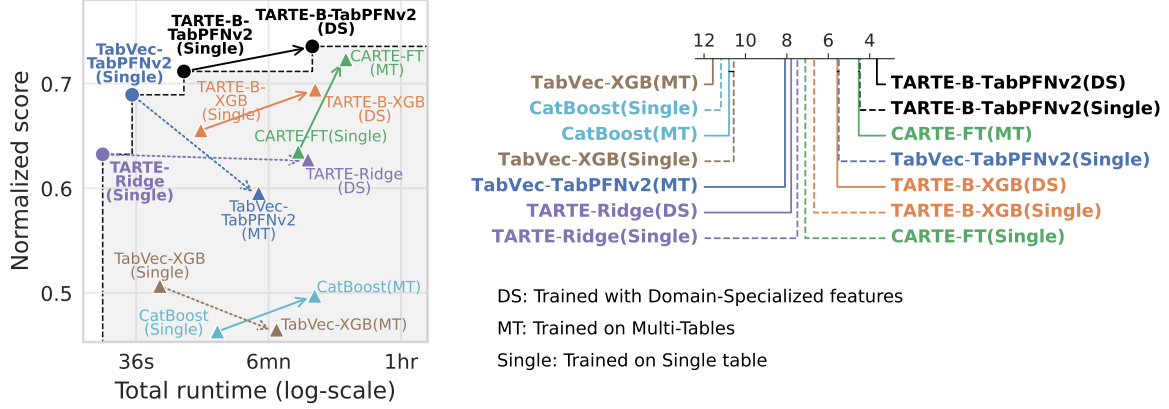 Normalized score
0.7
0.6
0.5
36s
6mn
1hr
Total runtime (log-scale)
TARTE-B-
TabPFNv2
(Single)
TARTE-B-TabPFNv2
(DS)
TabVec-
TabPFNv2
(Single)
CARTE-FT
(MT)
TARTE-B-
XGB
(Single)
TARTE-B-XGB
(DS)
CARTE-FT(Single)
TARTE-
Ridge
(Single)
TARTE-Ridge
(DS)
TabVec-
TabPFNv2
(MT)
TabVec-XGB
(Single)
CatBoost(MT)
CatBoost
(Single)
TabVec-XGB(MT)
12 10 8 6 4
TabVec-XGB(MT)
CatBoost(Single)
CatBoost(MT)
TabVec-XGB(Single)
TabVec-TabPFNv2(MT)
TARTE-Ridge(DS)
TARTE-Ridge(Single)
TARTE-B-TabPFNv2(DS)
TARTE-B-TabPFNv2(Single)
CARTE-FT(MT)
TabVec-TabPFNv2(Single)
TARTE-B-XGB(DS)
TARTE-B-XGB(Single)
CARTE-FT(Single)
DS: Trained with Domain-Specialized features
MT: Trained on Multi-Tables
Single: Trained on Single table